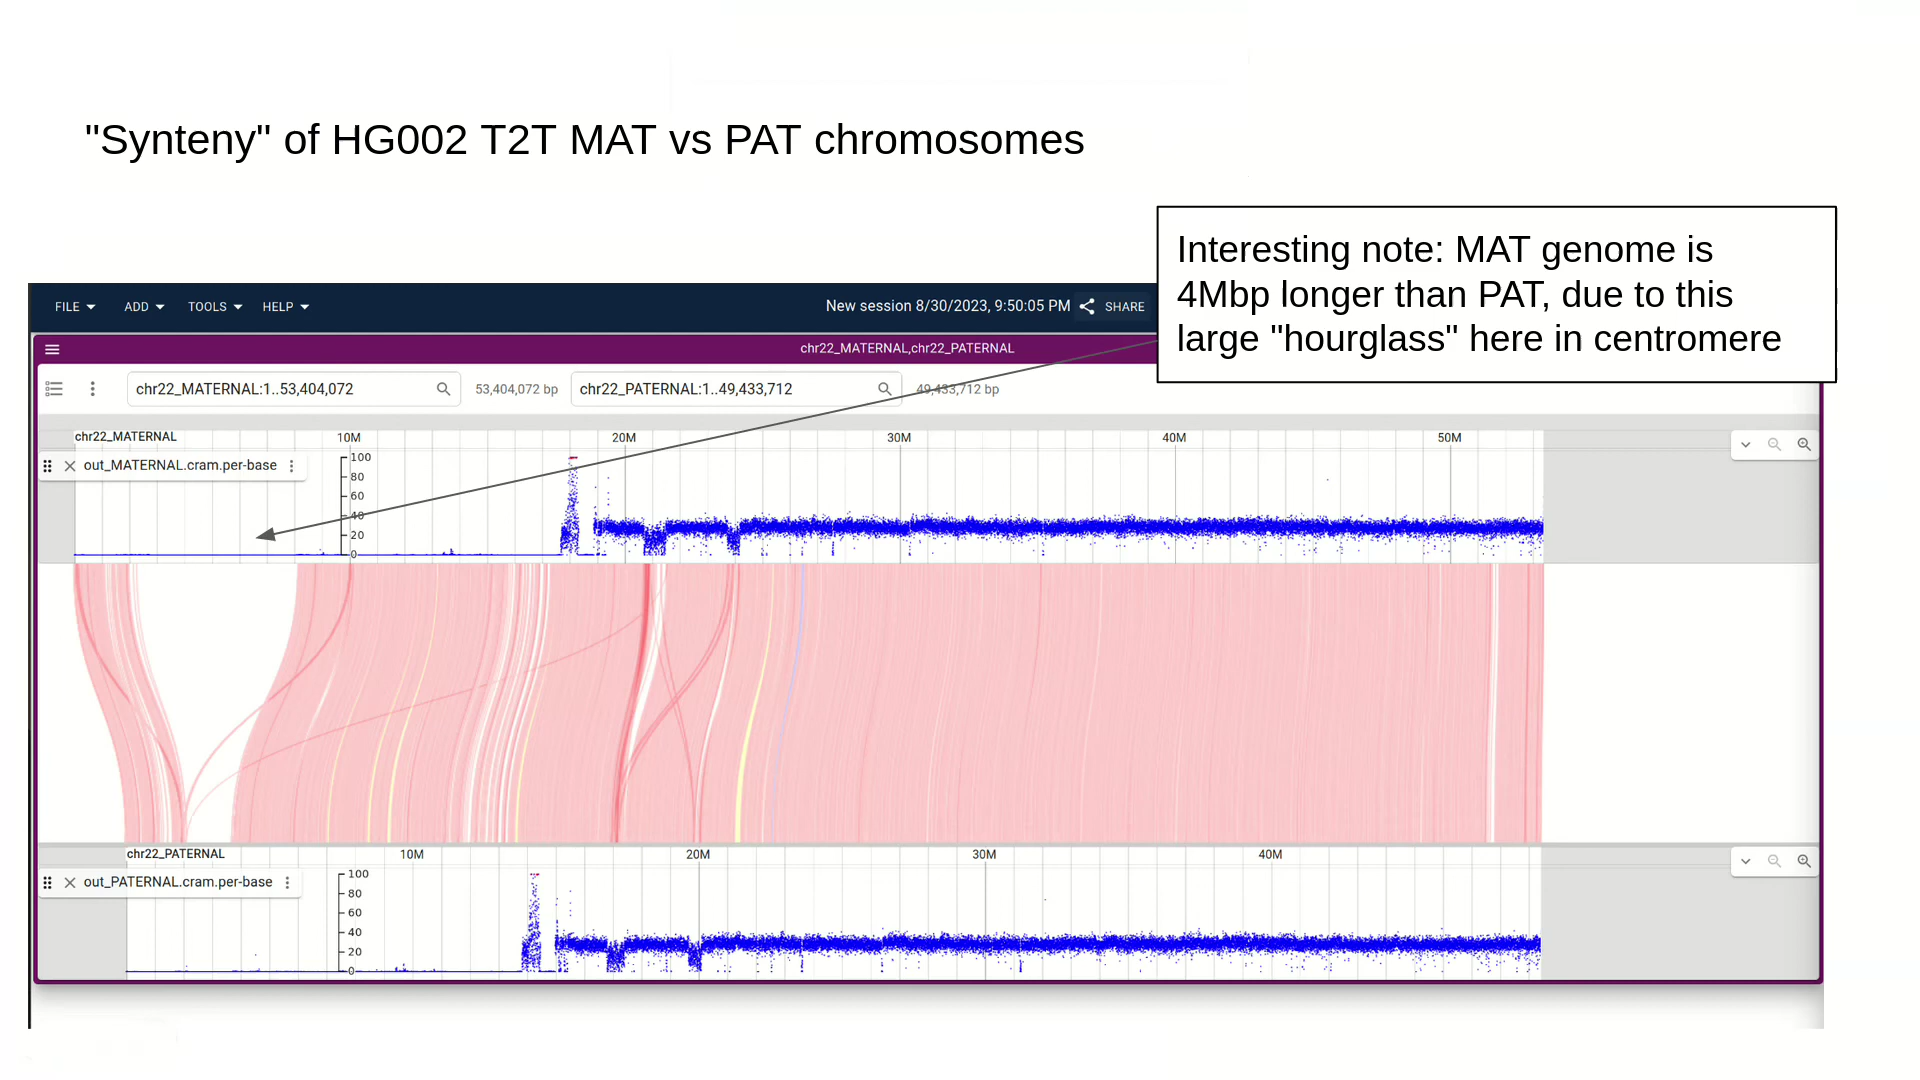 "Synteny" of HG002 T2T MAT vs PAT chromosomes
Interesting note: MAT genome is
4Mbp longer than PAT, due to this
large "hourglass" here in centromere
FILE ADD TOOLS HELP New session 8/30/2023, 9:50:05 PM SHARE
chr22_MATERNAL,chr22_PATERNAL
chr22_MATERNAL:1..53,404,072 53,404,072 bp chr22_PATERNAL:1..49,433,712 49,433,712 bp
chr22_MATERNAL 10M 20M 30M 40M 50M
out_MATERNAL.cram.per-base
100
80
60
40
20
0
chr22_PATERNAL 10M 20M 30M 40M
out_PATERNAL.cram.per-base
100
80
60
40
20
0